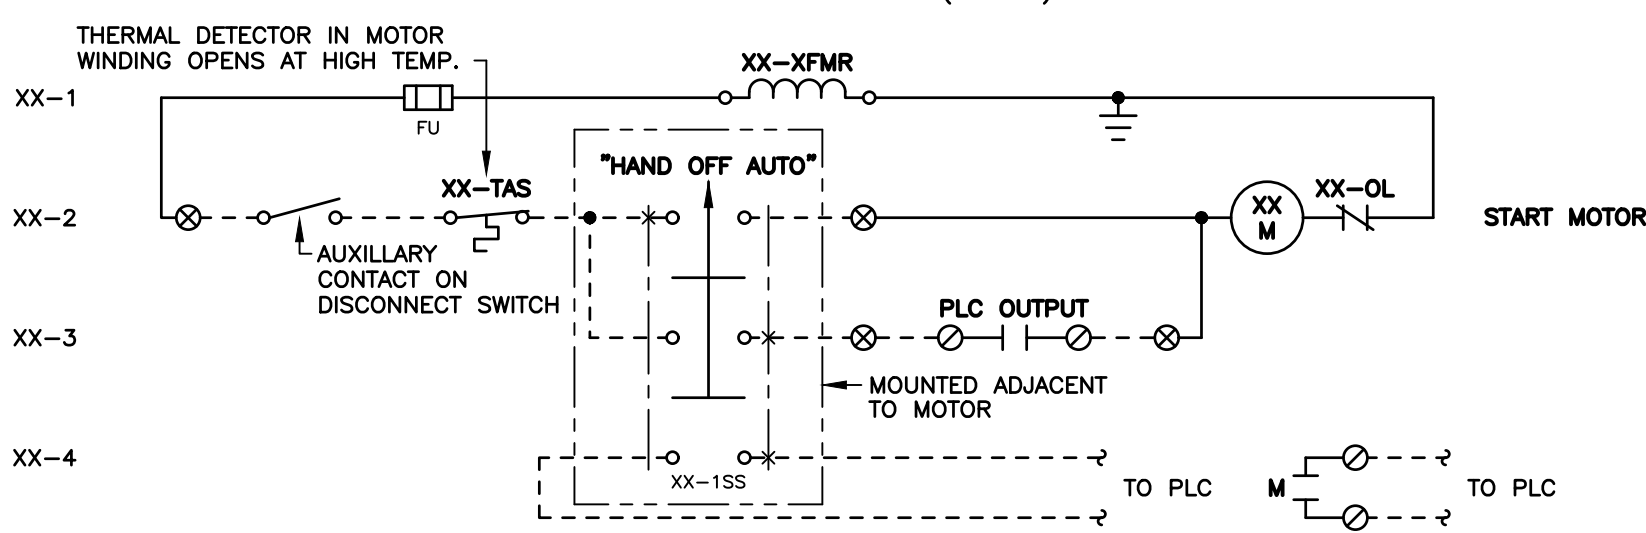 THERMAL DETECTOR IN MOTOR
WINDING OPENS AT HIGH TEMP.
XX-XFMR
XX-1
FU
"HAND OFF AUTO"
XX-TAS
XX-OL
XX-2
XX
M
START MOTOR
AUXILLARY
CONTACT ON
DISCONNECT SWITCH
PLC OUTPUT
XX-3
MOUNTED ADJACENT
TO MOTOR
XX-4
XX-1SS
TO PLC
M
TO PLC